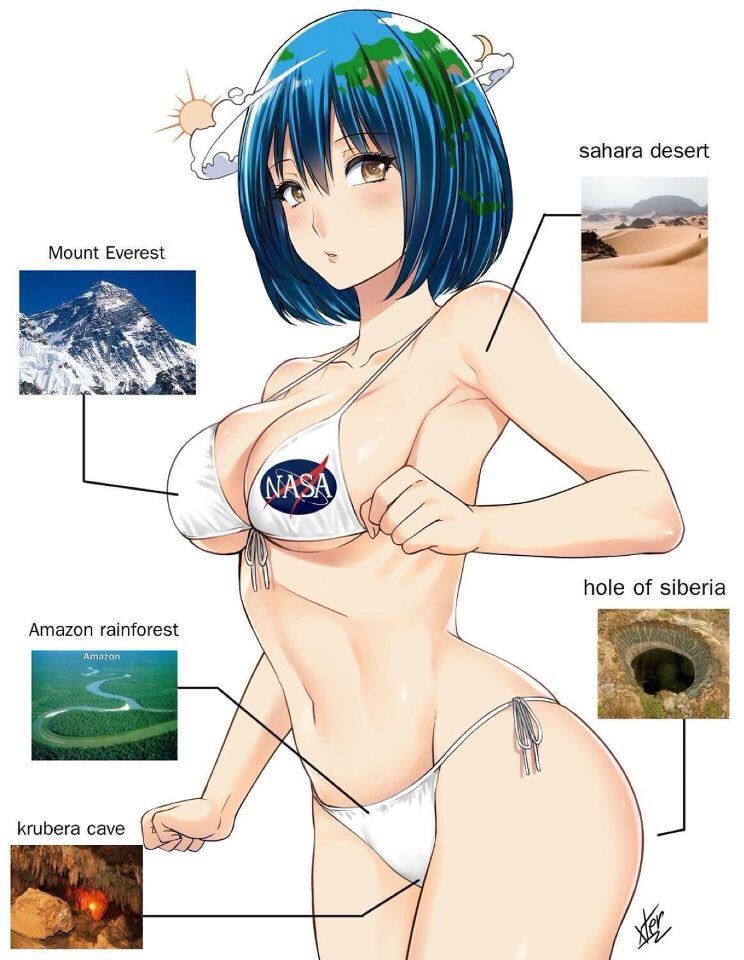 sahara desert
Mount Everest
NASA
hole of siberia
Amazon rainforest
Amazon
krubera cave